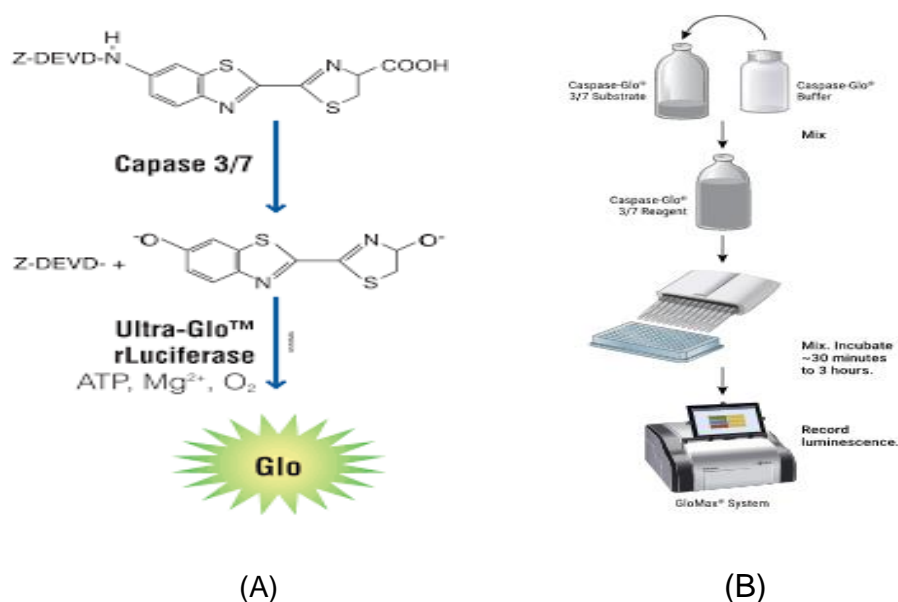 H
Z-DEVD-N
S
N
COOH
N
S
Capase 3/7
Z-DEVD- +
-O
S
N
O-
N
S
Ultra-Glo™
rLuciferase
ATP, Mg²⁺, O₂
Glo
(A)
Caspase-Glo®
3/7 Substrate
Caspase-Glo®
Buffer
Mix
Caspase-Glo®
3/7 Reagent
Mix. Incubate
~30 minutes
to 3 hours.
Record
luminescence.
GloMax® System
(B)